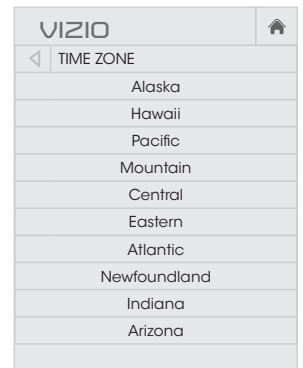 VIZIO
TIME ZONE
Alaska
Hawaii
Pacific
Mountain
Central
Eastern
Atlantic
Newfoundland
Indiana
Arizona